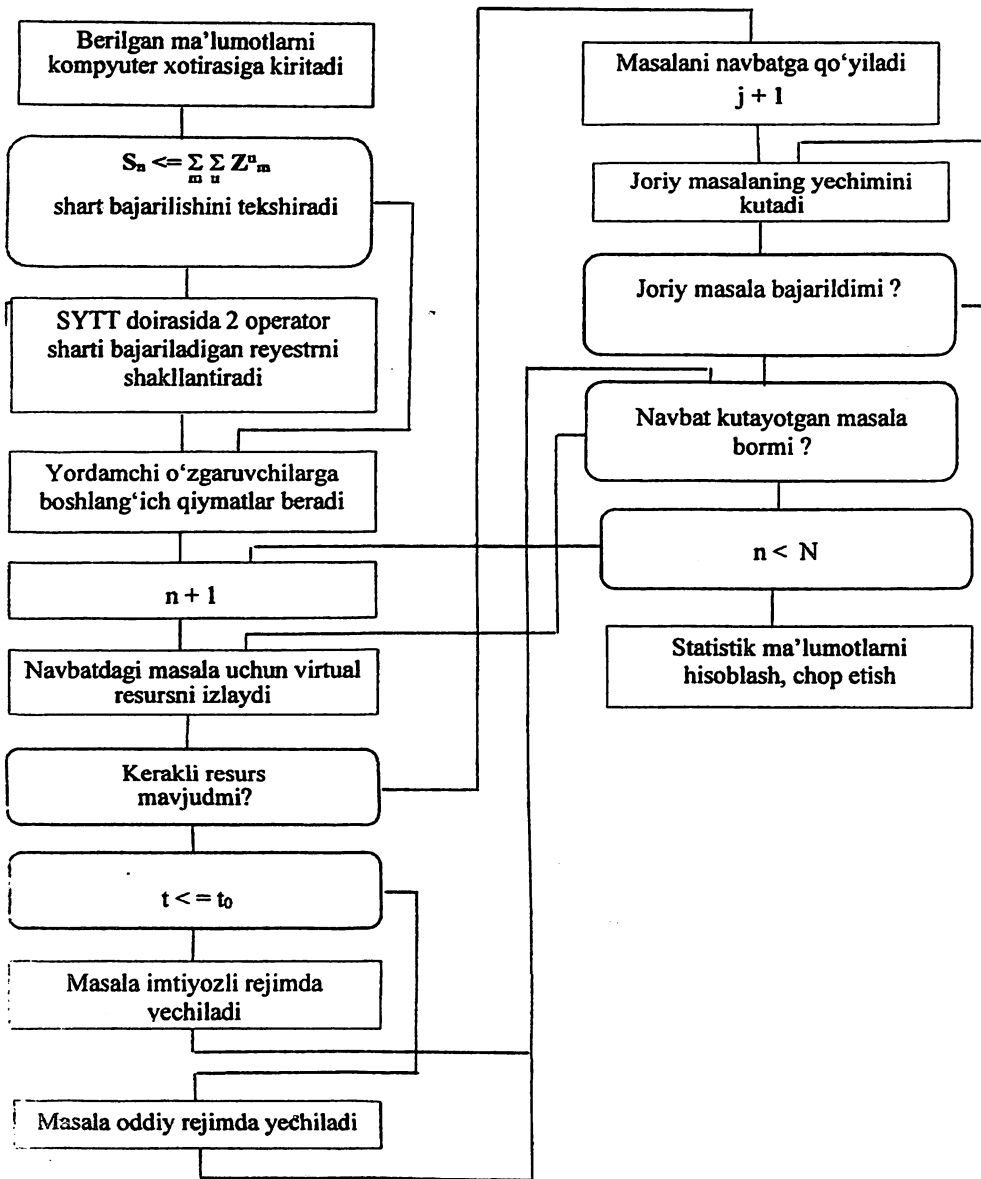 Berilgan ma’lumotlarni
kompyuter xotirasiga kiritadi
Sₙ <= Σ Σ Zⁿₘ
m n
shart bajarilishini tekshiradi
SYTT doirasida 2 operator
sharti bajariladigan reyestrni
shakllantiradi
Yordamchi o‘zgaruvchilarga
boshlang‘ich qiymatlar beradi
n + 1
Navbatdagi masala uchun virtual
resursni izlaydi
Kerakli resurs
mavjudmi?
t < = t₀
Masala imtiyozli rejimda
yechiladi
Masala oddiy rejimda yechiladi
Masalani navbatga qo‘yiladi
j + 1
Joriy masalaning yechimini
kutadi
Joriy masala bajarildimi ?
Navbat kutayotgan masala
bormi ?
n < N
Statistik ma’lumotlarni
hisoblash, chop etish